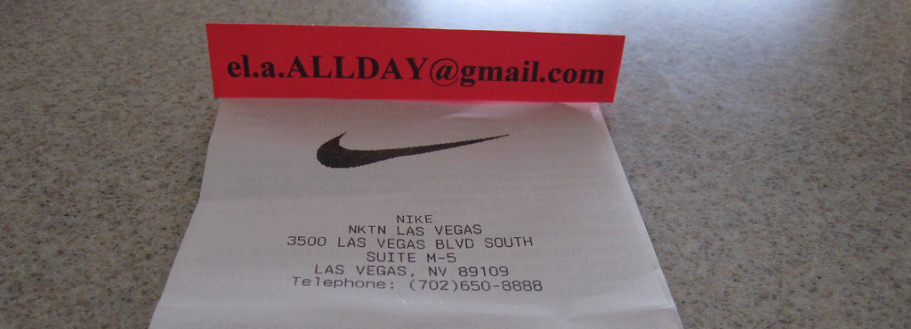 el.a.ALLDAY@gmail.com
NIKE
NKTN LAS VEGAS
3500 LAS VEGAS BLVD SOUTH
SUITE M-5
LAS VEGAS, NV 89109
Telephone: (702)650-8888